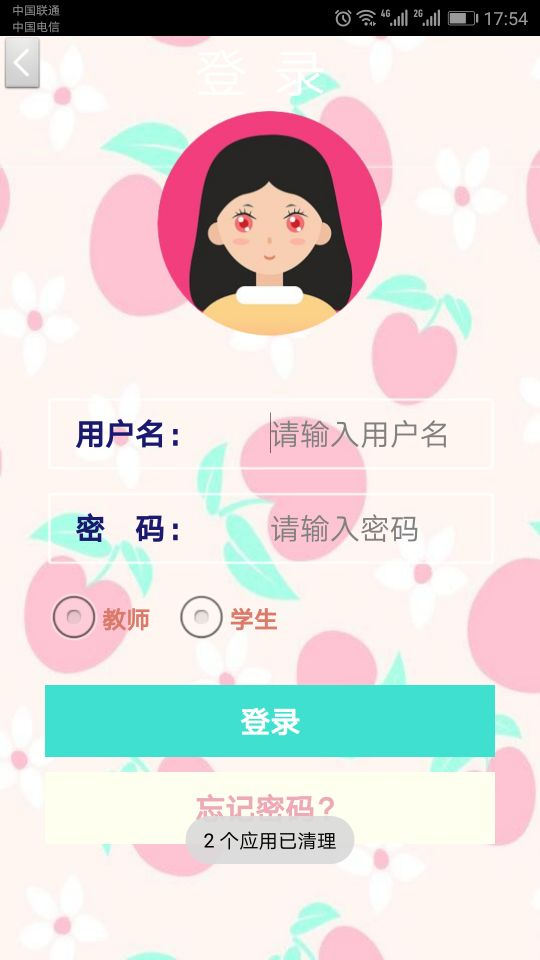 中国联通
中国电信
4G 2G 17:54
登 录
用户名： 请输入用户名
密 码： 请输入密码
教师 学生
登录
忘记密码？
2 个应用已清理